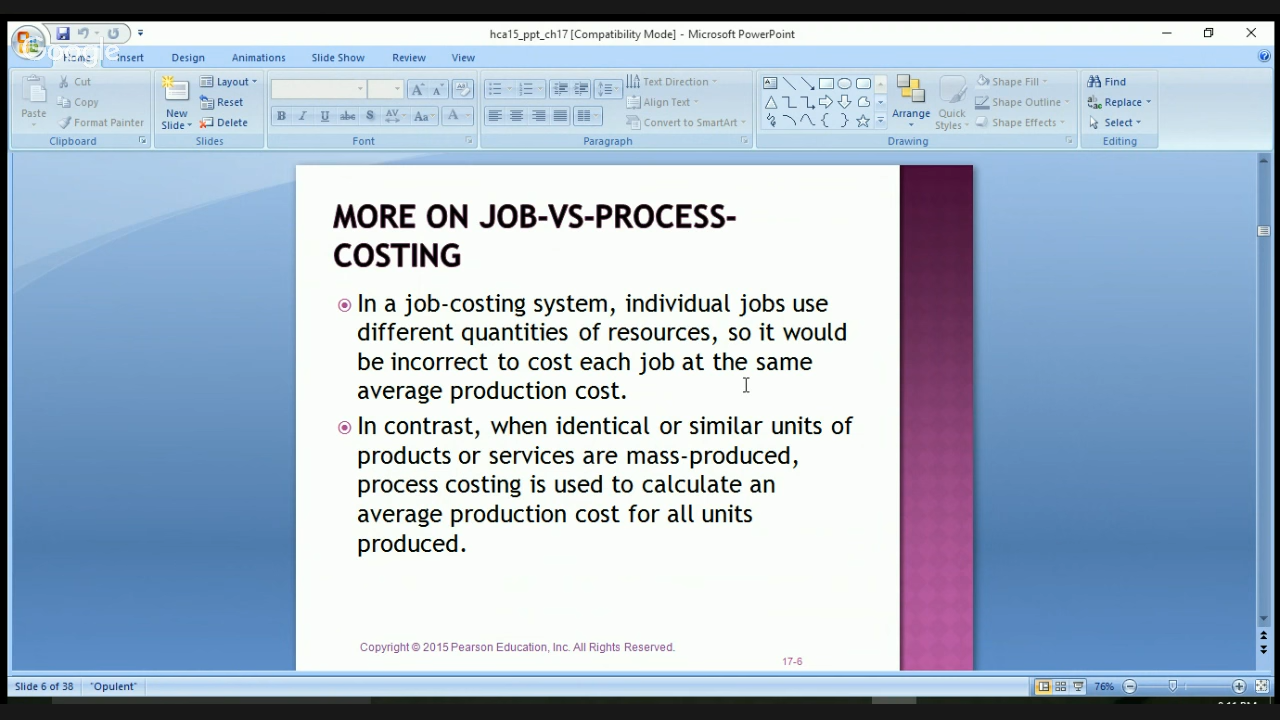 hca15_ppt_ch17 [Compatibility Mode] - Microsoft PowerPoint
Google
Home Insert Design Animations Slide Show Review View
Cut
Copy
Format Painter
Paste
Clipboard
New Slide
Layout
Reset
Delete
Slides
Font
Text Direction
Align Text
Convert to SmartArt
Paragraph
Arrange
Quick Styles
Shape Fill
Shape Outline
Shape Effects
Drawing
Find
Replace
Select
Editing
MORE ON JOB-VS-PROCESS-
COSTING
In a job-costing system, individual jobs use
different quantities of resources, so it would
be incorrect to cost each job at the same
average production cost.
In contrast, when identical or similar units of
products or services are mass-produced,
process costing is used to calculate an
average production cost for all units
produced.
Copyright © 2015 Pearson Education, Inc. All Rights Reserved.
17-6
Slide 6 of 38 "Opulent" 76%